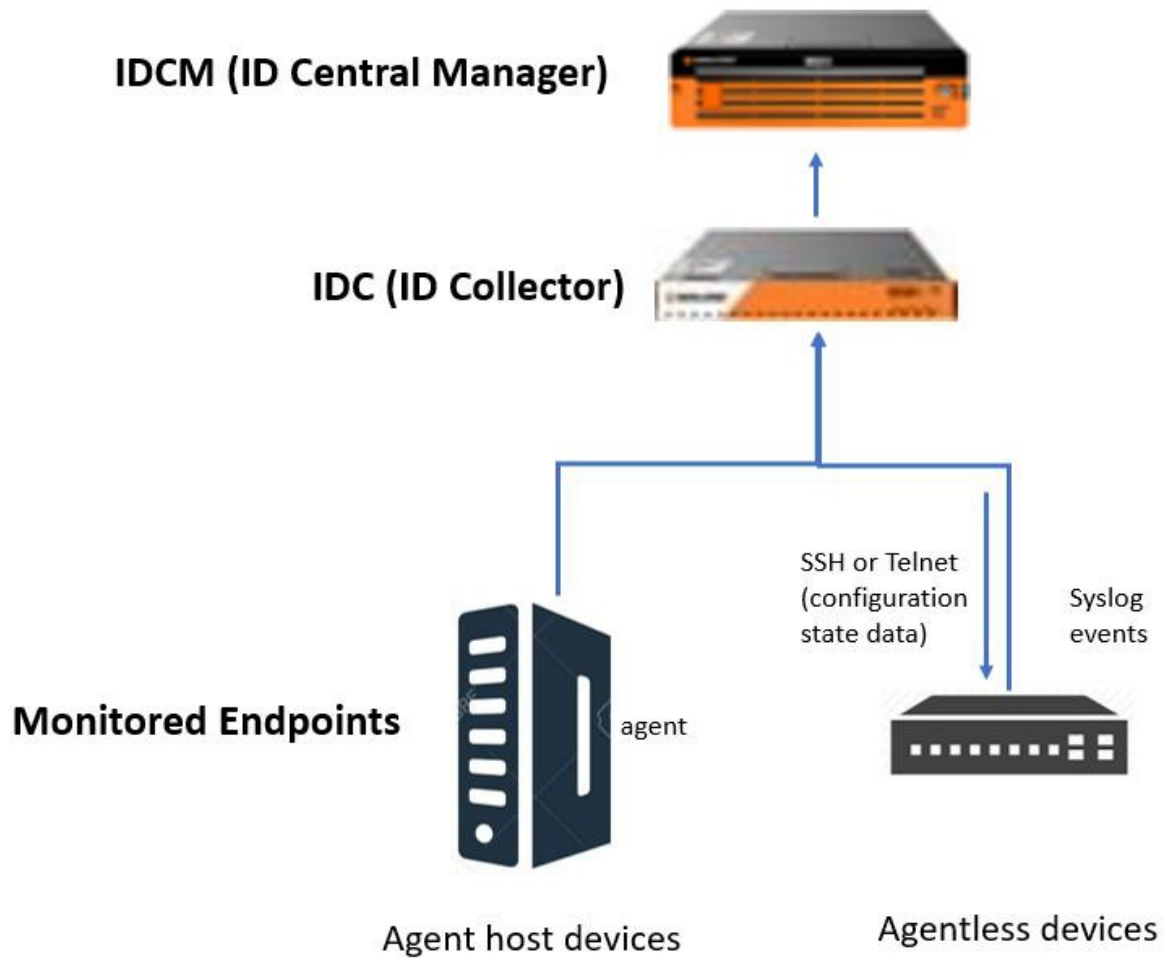 IDCM (ID Central Manager)
IDC (ID Collector)
SSH or Telnet
(configuration
state data)
Syslog
events
Monitored Endpoints
agent
Agent host devices
Agentless devices